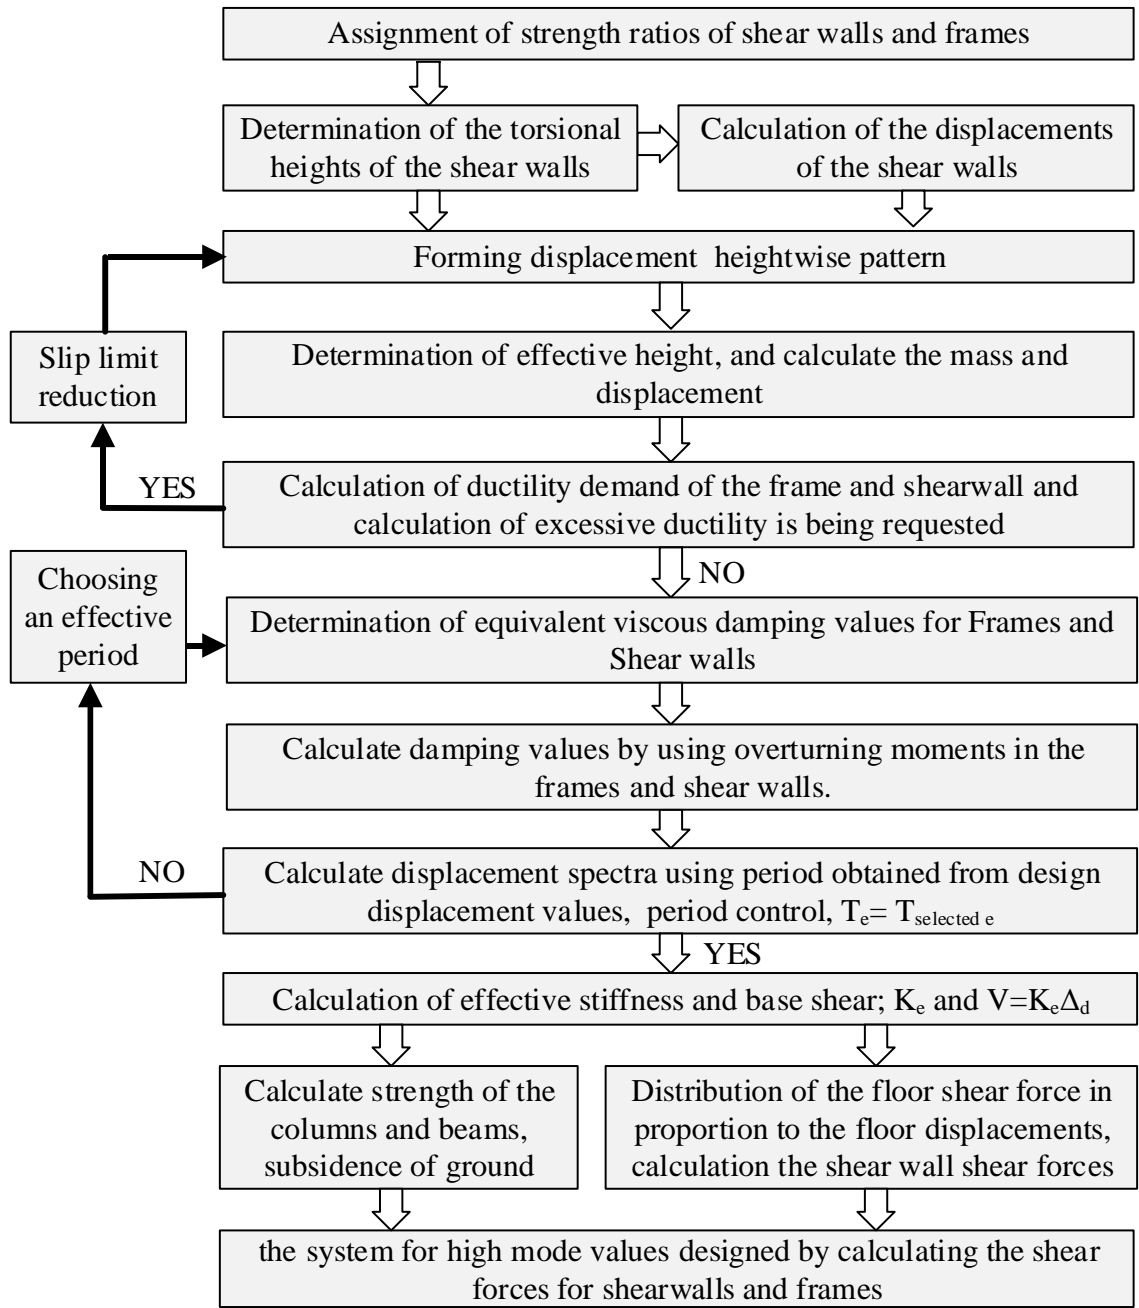 Assignment of strength ratios of shear walls and frames
Determination of the torsional
heights of the shear walls
Calculation of the displacements
of the shear walls
Forming displacement heightwise pattern
Slip limit
reduction
Determination of effective height, and calculate the mass and
displacement
YES
Calculation of ductility demand of the frame and shearwall and
calculation of excessive ductility is being requested
NO
Choosing
an effective
period
Determination of equivalent viscous damping values for Frames and
Shear walls
Calculate damping values by using overturning moments in the
frames and shear walls.
NO
Calculate displacement spectra using period obtained from design
displacement values, period control, Te= Tselected e
YES
Calculation of effective stiffness and base shear; Ke and V=KeΔd
Calculate strength of the
columns and beams,
subsidence of ground
Distribution of the floor shear force in
proportion to the floor displacements,
calculation the shear wall shear forces
the system for high mode values designed by calculating the shear
forces for shearwalls and frames